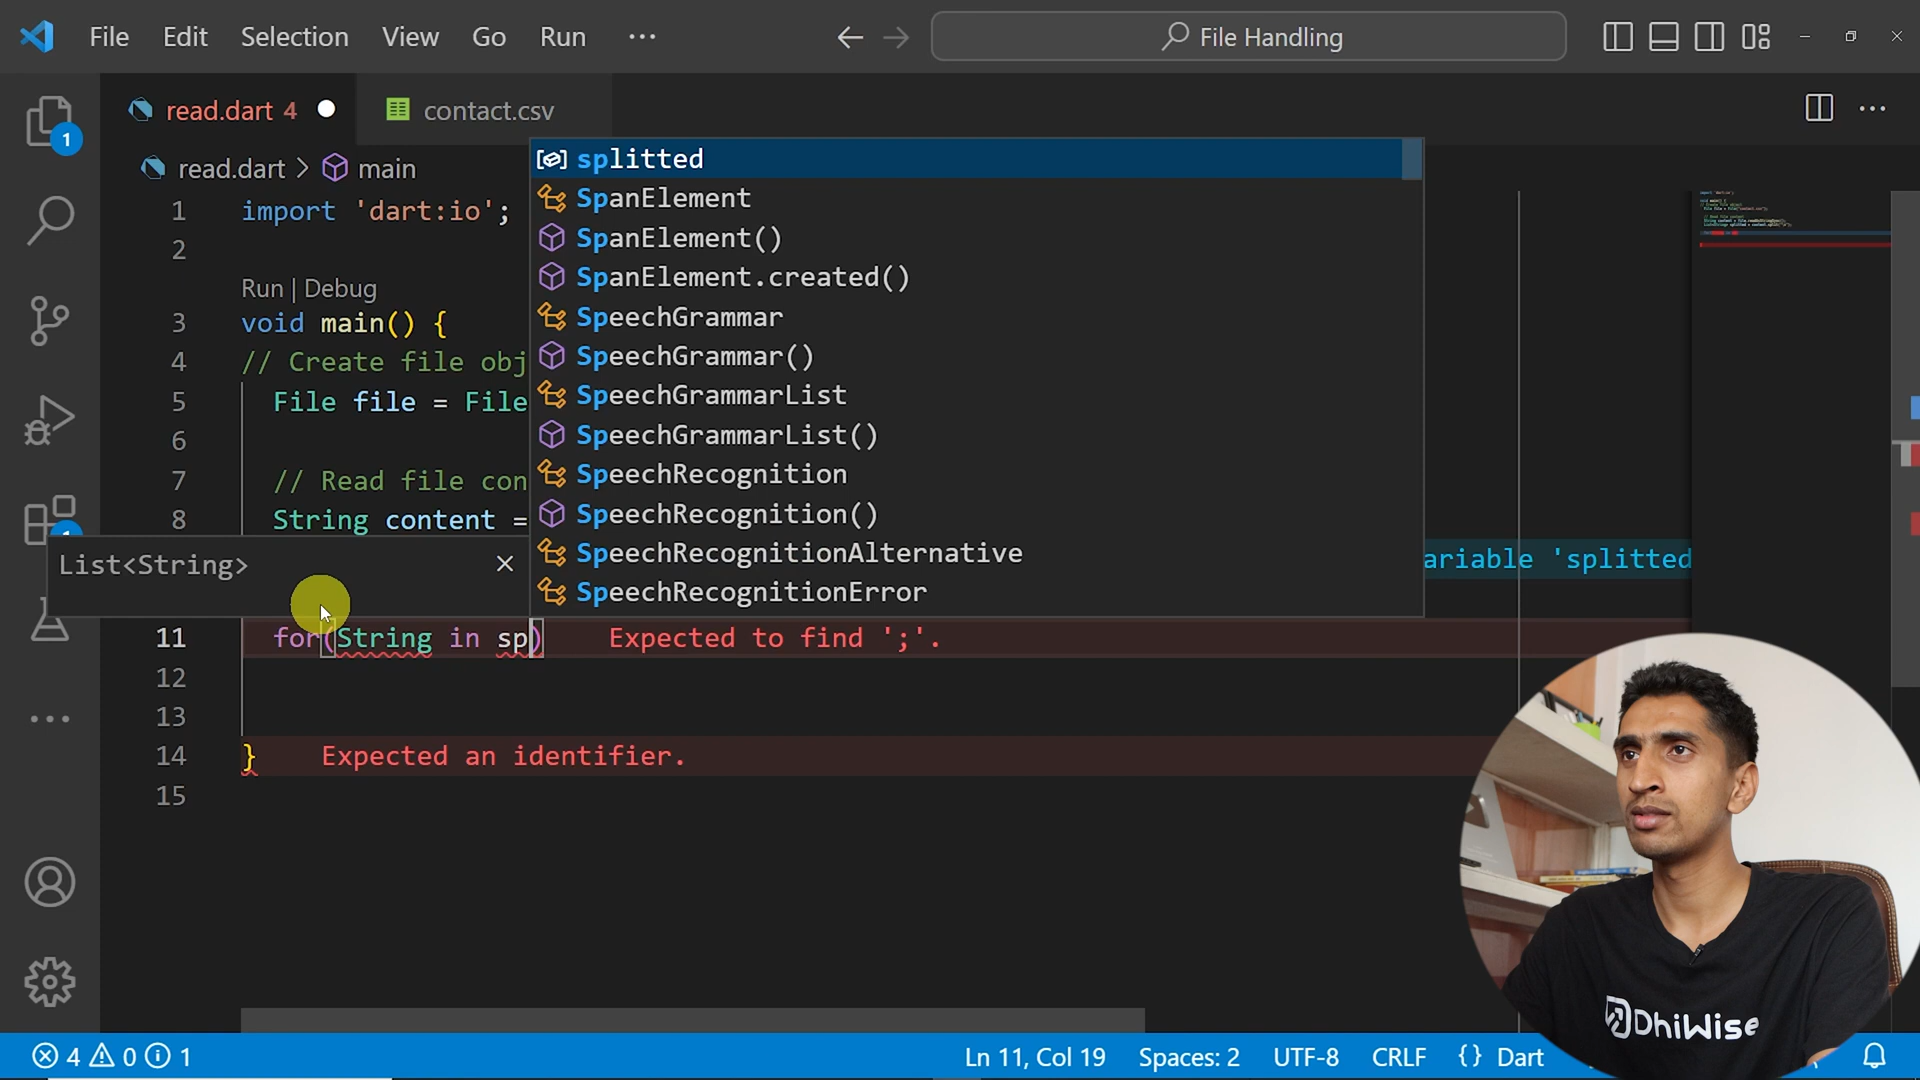 File Edit Selection View Go Run ···
File Handling
read.dart 4
contact.csv
1
read.dart > main
1 import 'dart:io';
2
Run | Debug
3 void main() {
4 // Create file obj
5 File file = File
6
7 // Read file con
8 String content =
splitted
SpanElement
SpanElement()
SpanElement.created()
SpeechGrammar
SpeechGrammar()
SpeechGrammarList
SpeechGrammarList()
SpeechRecognition
SpeechRecognition()
SpeechRecognitionAlternative
SpeechRecognitionError
List<String>
ariable 'splitted
11 for(String in sp) Expected to find ';'.
12
13
14 } Expected an identifier.
15
DhiWise
4 0 1
Ln 11, Col 19 Spaces: 2 UTF-8 CRLF {} Dart